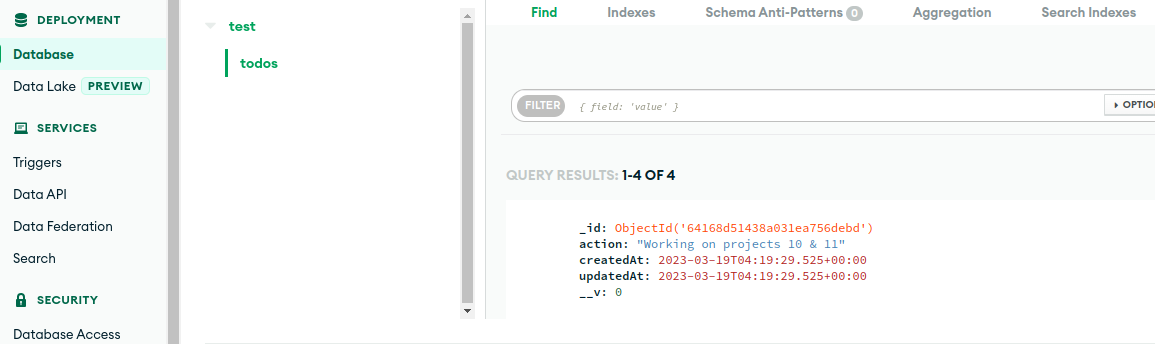 DEPLOYMENT
Database
Data Lake PREVIEW
SERVICES
Triggers
Data API
Data Federation
Search
SECURITY
Database Access
test
todos
Find Indexes Schema Anti-Patterns 0 Aggregation Search Indexes
FILTER { field: 'value' }
QUERY RESULTS: 1-4 OF 4
_id: ObjectId('64168d51438a031ea756debd')
action: "Working on projects 10 & 11"
createdAt: 2023-03-19T04:19:29.525+00:00
updatedAt: 2023-03-19T04:19:29.525+00:00
__v: 0